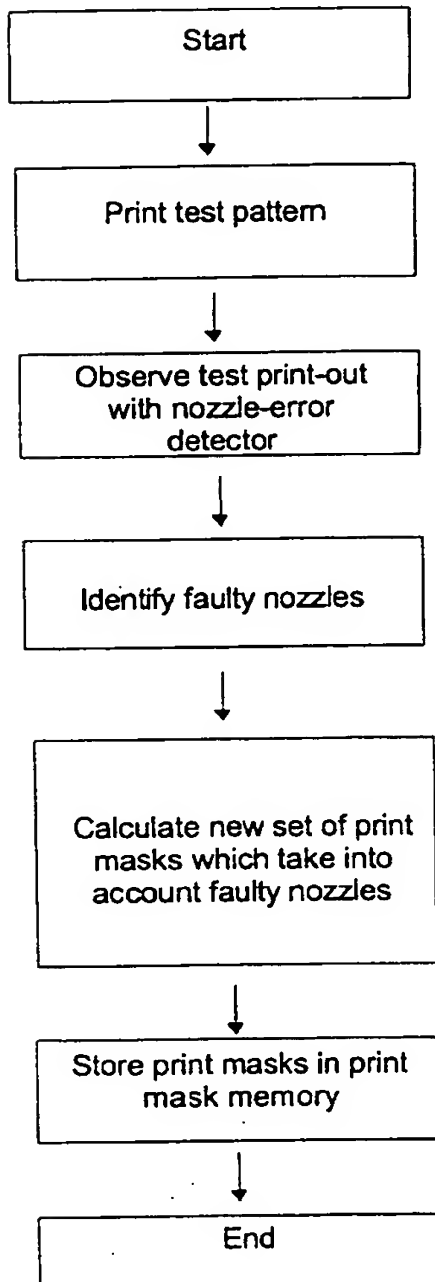 Start
Print test pattern
Observe test print-out
with nozzle-error
detector
Identify faulty nozzles
Calculate new set of print
masks which take into
account faulty nozzles
Store print masks in print
mask memory
End